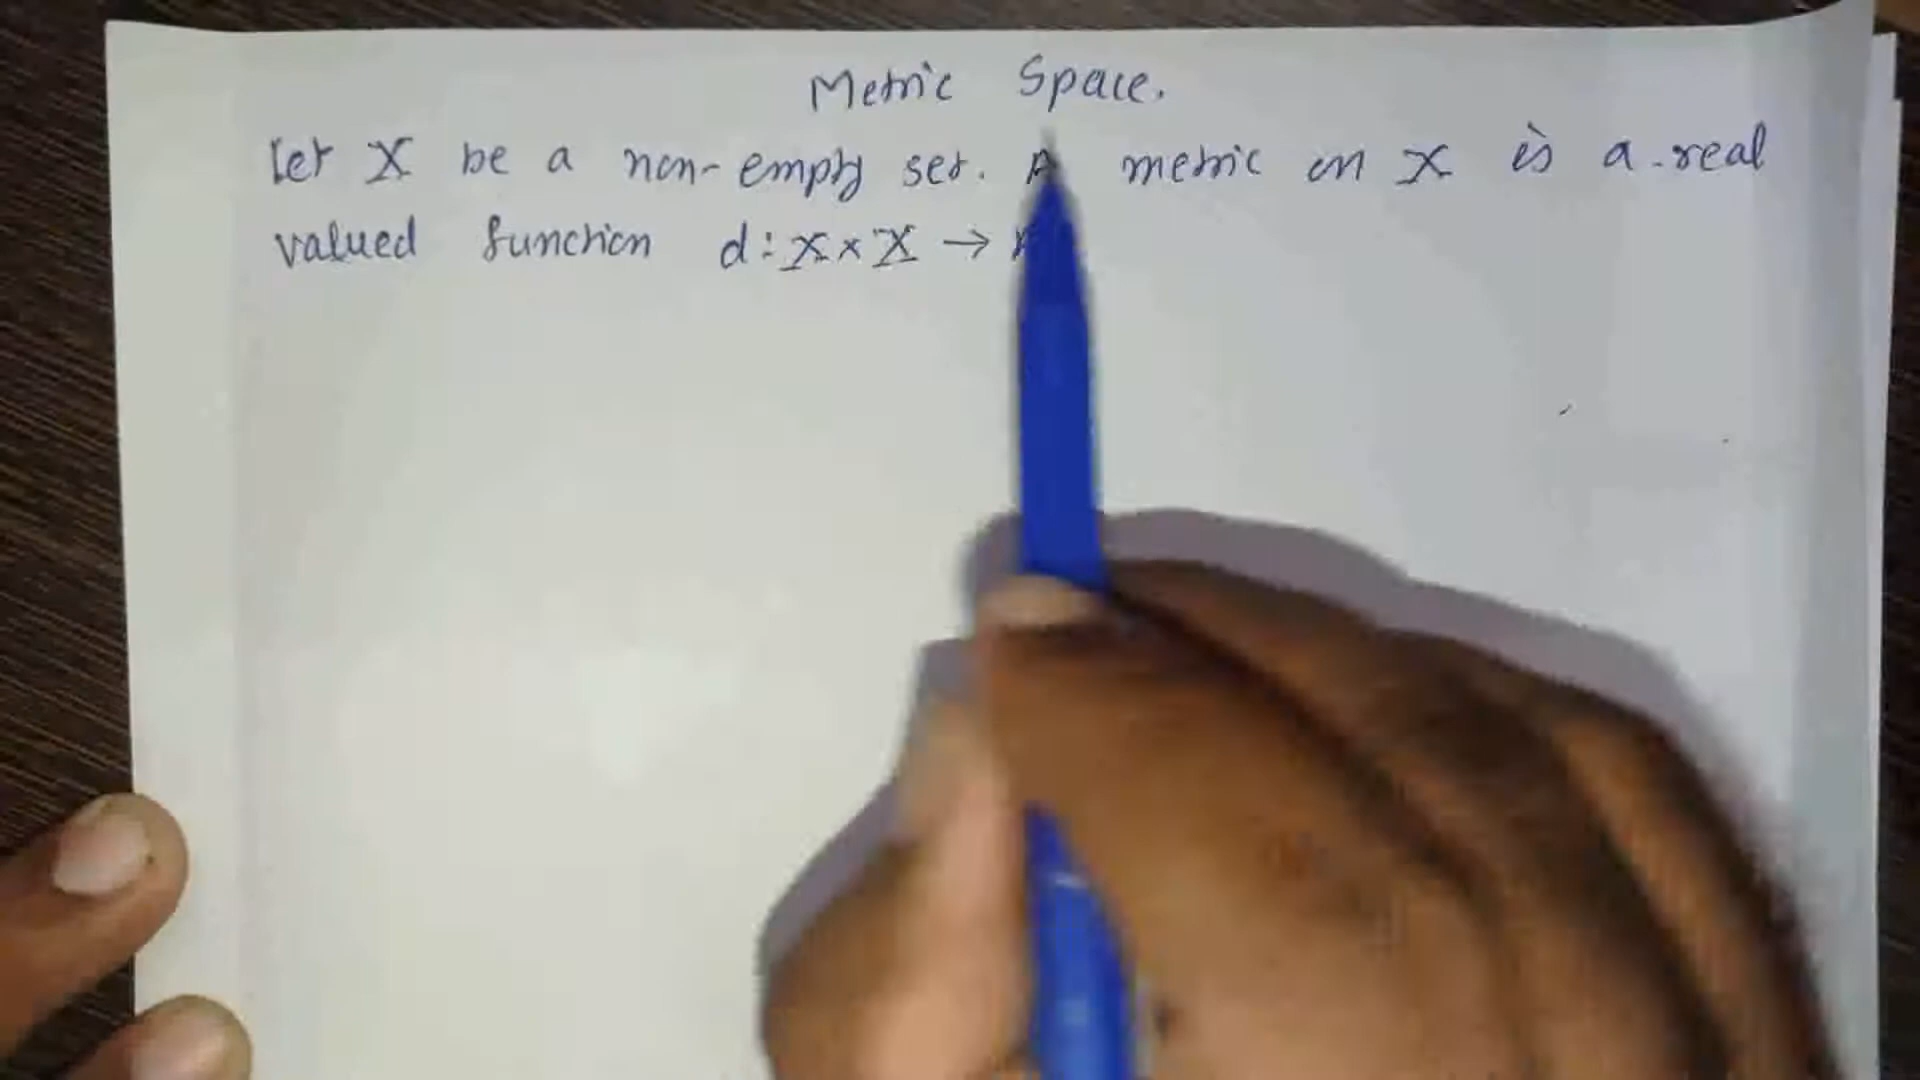 Metric Space.
Let X be a non-empty set. A metric on X is a real
valued function d: X × X →